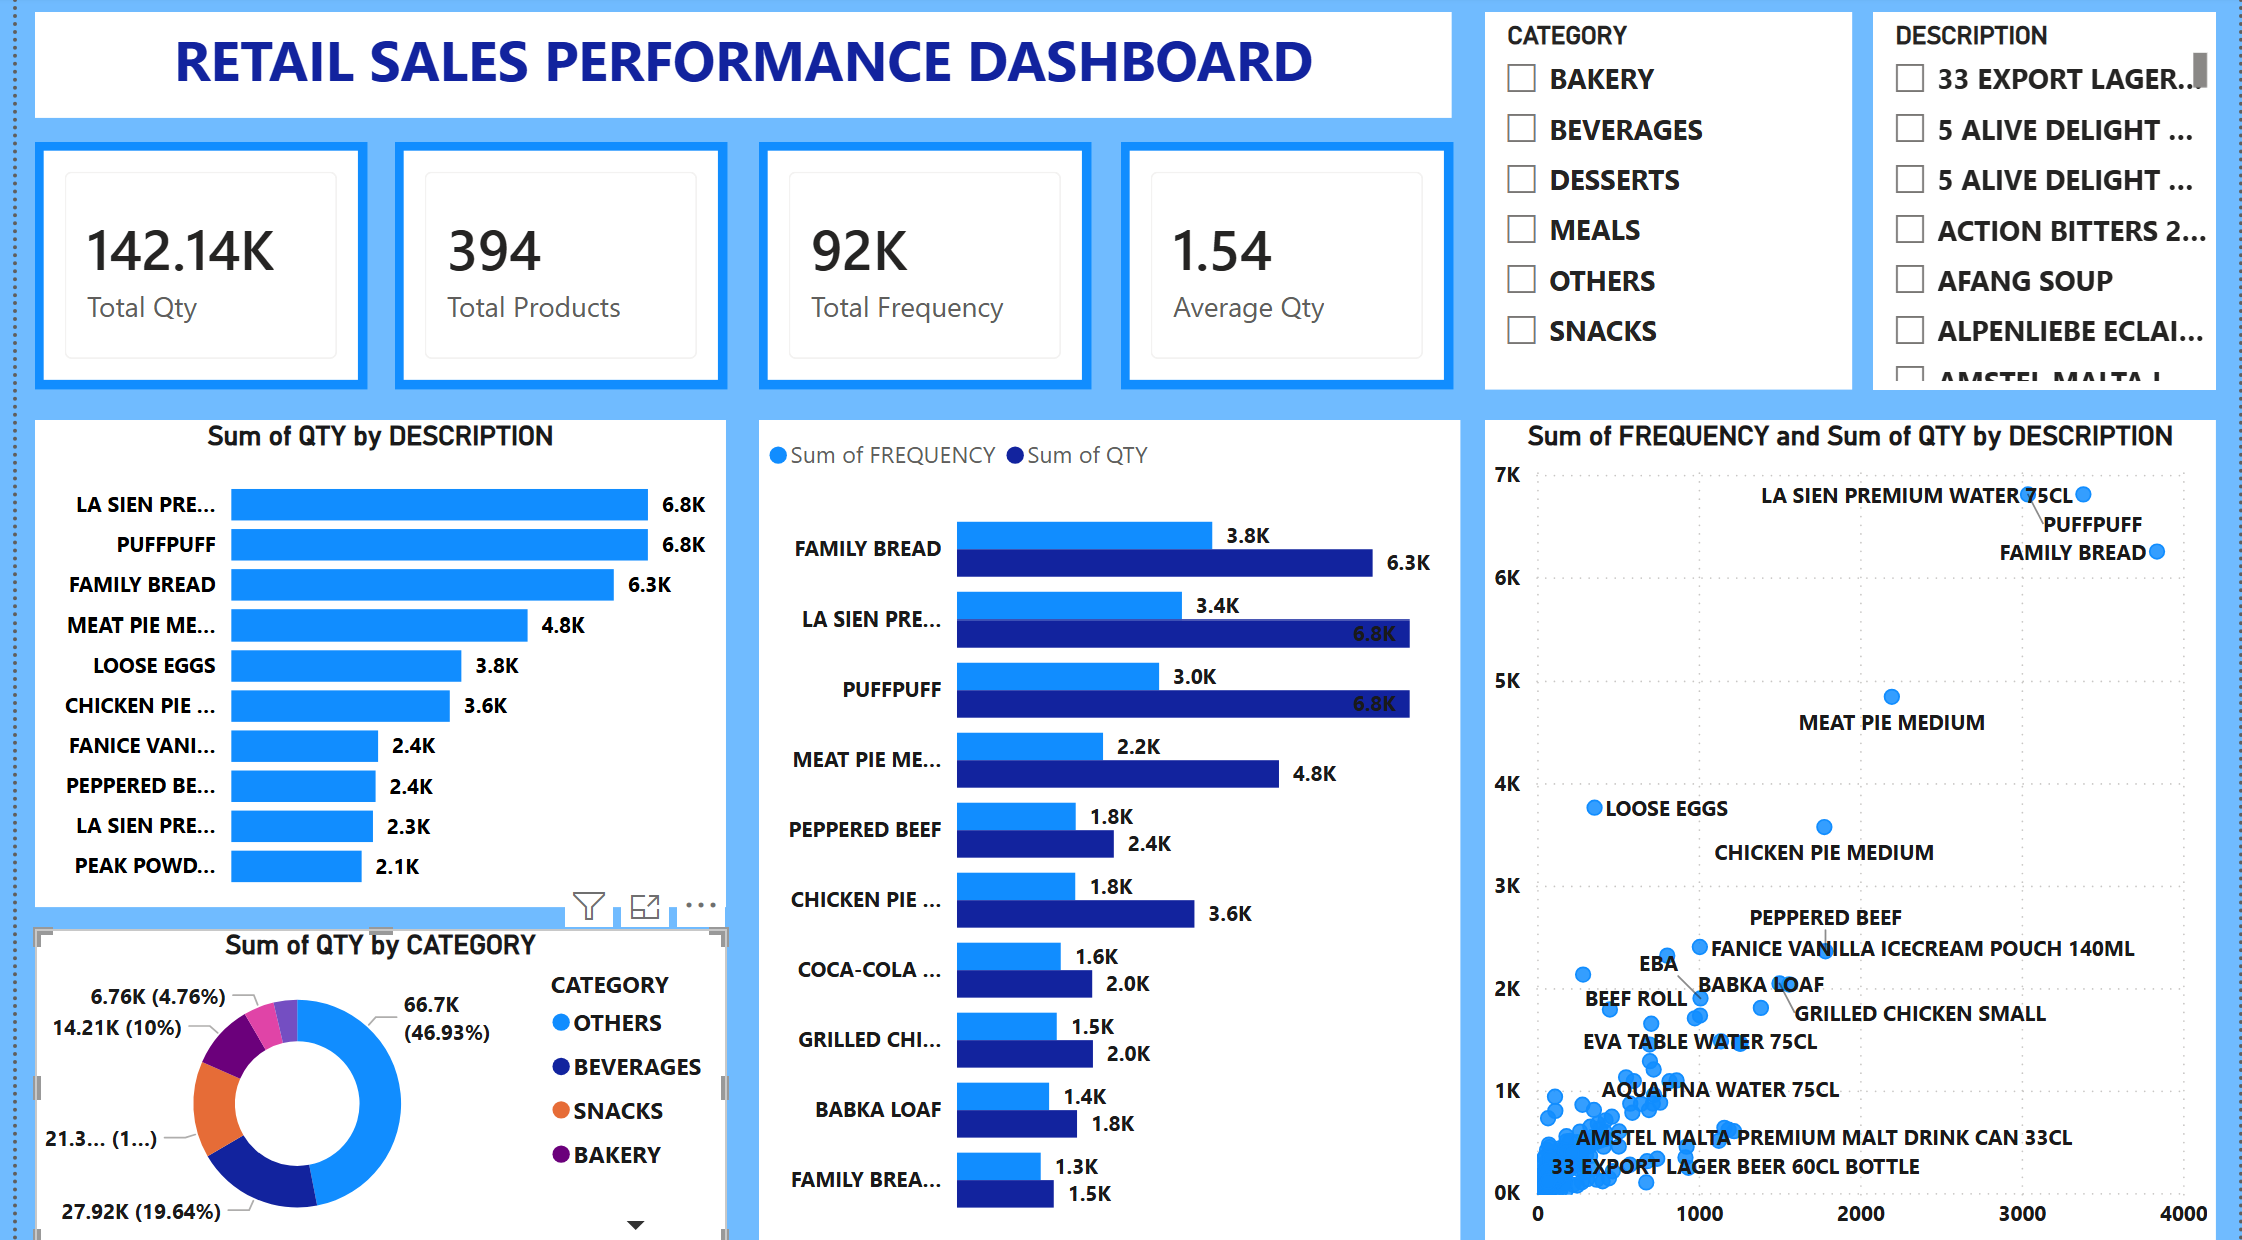 RETAIL SALES PERFORMANCE DASHBOARD
142.14K
Total Qty
394
Total Products
92K
Total Frequency
1.54
Average Qty
CATEGORY
BAKERY
BEVERAGES
DESSERTS
MEALS
OTHERS
SNACKS
DESCRIPTION
33 EXPORT LAGER...
5 ALIVE DELIGHT ...
5 ALIVE DELIGHT ...
ACTION BITTERS 2...
AFANG SOUP
ALPENLIEBE ECLAI...
AMSTEL MALTA
Sum of QTY by DESCRIPTION
LA SIEN PRE... 6.8K
PUFFPUFF 6.8K
FAMILY BREAD 6.3K
MEAT PIE ME... 4.8K
LOOSE EGGS 3.8K
CHICKEN PIE ... 3.6K
FANICE VANI... 2.4K
PEPPERED BE... 2.4K
LA SIEN PRE... 2.3K
PEAK POWD... 2.1K
Sum of QTY by CATEGORY
6.76K (4.76%)
14.21K (10%)
21.3... (1...)
27.92K (19.64%)
66.7K
(46.93%)
CATEGORY
OTHERS
BEVERAGES
SNACKS
BAKERY
Sum of FREQUENCY Sum of QTY
FAMILY BREAD 3.8K 6.3K
LA SIEN PRE... 3.4K 6.8K
PUFFPUFF 3.0K 6.8K
MEAT PIE ME... 2.2K 4.8K
PEPPERED BEEF 1.8K 2.4K
CHICKEN PIE ... 1.8K 3.6K
COCA-COLA ... 1.6K 2.0K
GRILLED CHI... 1.5K 2.0K
BABKA LOAF 1.4K 1.8K
FAMILY BREA... 1.3K 1.5K
Sum of FREQUENCY and Sum of QTY by DESCRIPTION
7K
LA SIEN PREMIUM WATER 75CL
PUFFPUFF
FAMILY BREAD
6K
5K
MEAT PIE MEDIUM
4K
LOOSE EGGS
CHICKEN PIE MEDIUM
3K
PEPPERED BEEF
FANICE VANILLA ICECREAM POUCH 140ML
EBA
BABKA LOAF
2K
BEEF ROLL
GRILLED CHICKEN SMALL
EVA TABLE WATER 75CL
1K
AQUAFINA WATER 75CL
AMSTEL MALTA PREMIUM MALT DRINK CAN 33CL
33 EXPORT LAGER BEER 60CL BOTTLE
0K
0 1000 2000 3000 4000